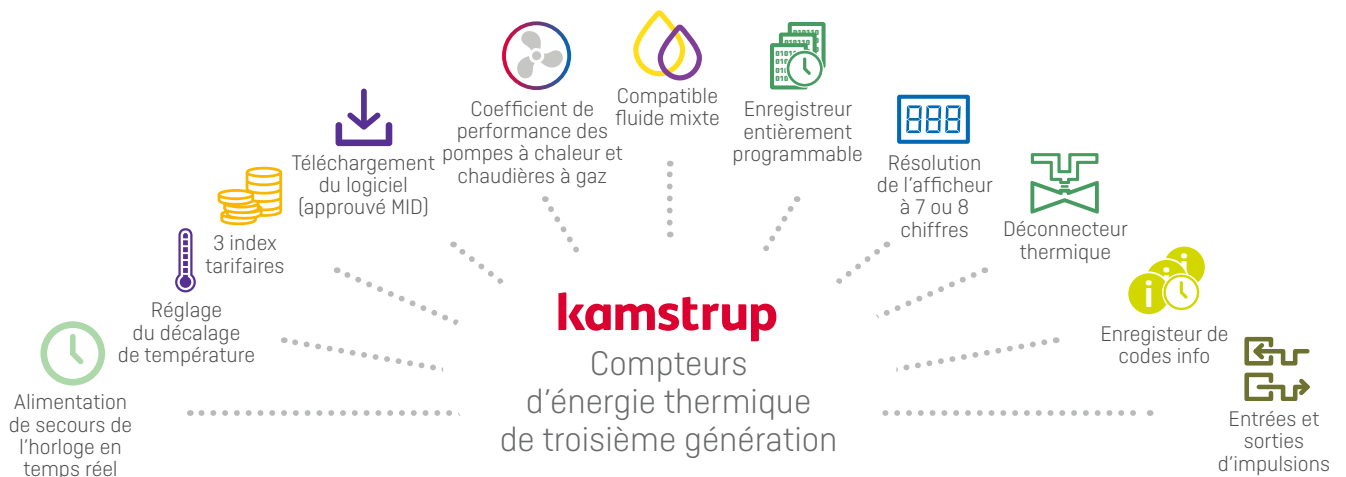 Alimentation
de secours de
l'horloge en
temps réel
Réglage
du décalage
de température
3 index
tarifaires
Téléchargement
du logiciel
(approuvé MID)
Coefficient de
performance des
pompes à chaleur et
chaudières à gaz
Compatible
fluide mixte
Enregistreur
entièrement
programmable
888
Résolution
de l'afficheur
à 7 ou 8
chiffres
Déconnecteur
thermique
Enregisteur de
codes info
Entrées et
sorties
d'impulsions
kamstrup
Compteurs
d'énergie thermique
de troisième génération